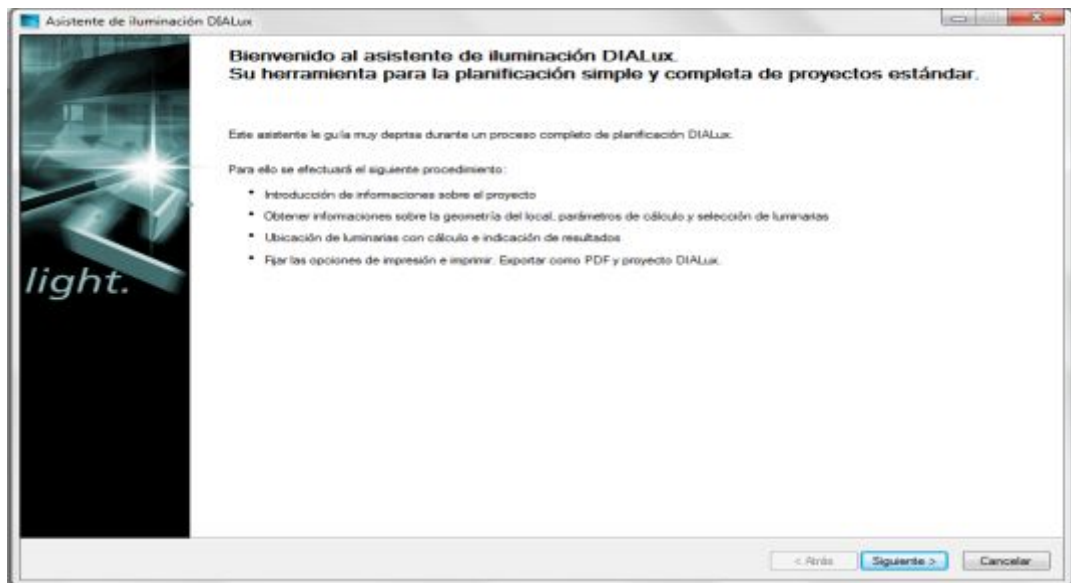 Asistente de iluminación DIALux
Bienvenido al asistente de iluminación DIALux.
Su herramienta para la planificación simple y completa de proyectos estándar.
Este asistente le guía muy deprisa durante un proceso completo de planificación DIALux.
Para ello se efectuará el siguiente procedimiento:
* Introducción de informaciones sobre el proyecto
* Obtener informaciones sobre la geometría del local, parámetros de cálculo y selección de luminarias
* Ubicación de luminarias con cálculo e indicación de resultados
* Fijar las opciones de impresión e imprimir. Exportar como PDF y proyecto DIALux.
light.
< Atrás Siguiente > Cancelar